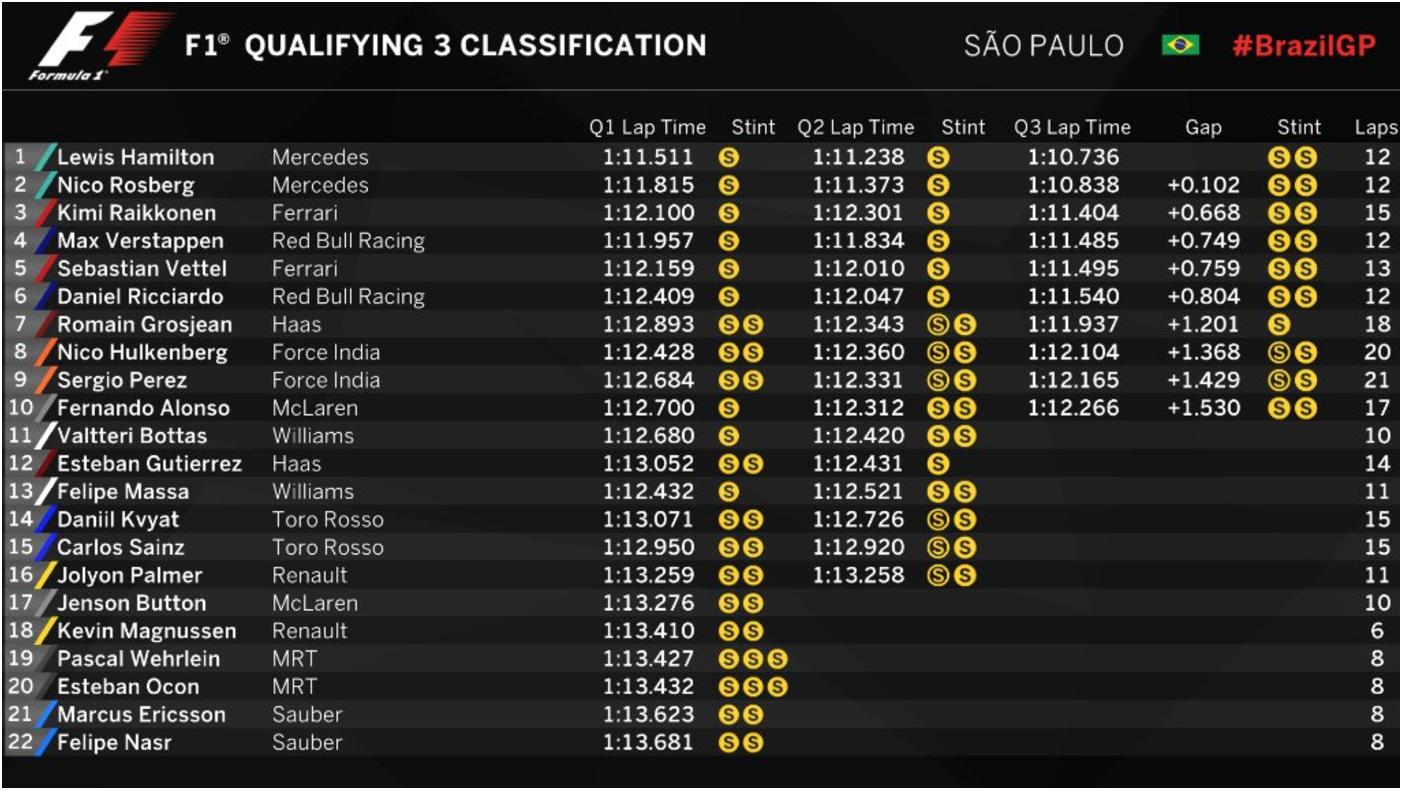 F1 Formula 1® F1® QUALIFYING 3 CLASSIFICATION SÃO PAULO #BrazilGP
Q1 Lap Time Stint Q2 Lap Time Stint Q3 Lap Time Gap Stint Laps
1 Lewis Hamilton Mercedes 1:11.511 S 1:11.238 S 1:10.736 S S 12
2 Nico Rosberg Mercedes 1:11.815 S 1:11.373 S 1:10.838 +0.102 S S 12
3 Kimi Raikkonen Ferrari 1:12.100 S 1:12.301 S 1:11.404 +0.668 S S 15
4 Max Verstappen Red Bull Racing 1:11.957 S 1:11.834 S 1:11.485 +0.749 S S 12
5 Sebastian Vettel Ferrari 1:12.159 S 1:12.010 S 1:11.495 +0.759 S S 13
6 Daniel Ricciardo Red Bull Racing 1:12.409 S 1:12.047 S 1:11.540 +0.804 S S 12
7 Romain Grosjean Haas 1:12.893 S S 1:12.343 S S 1:11.937 +1.201 S 18
8 Nico Hulkenberg Force India 1:12.428 S S 1:12.360 S S 1:12.104 +1.368 S S 20
9 Sergio Perez Force India 1:12.684 S S 1:12.331 S S 1:12.165 +1.429 S S 21
10 Fernando Alonso McLaren 1:12.700 S 1:12.312 S S 1:12.266 +1.530 S S 17
11 Valtteri Bottas Williams 1:12.680 S 1:12.420 S S 10
12 Esteban Gutierrez Haas 1:13.052 S S 1:12.431 S 14
13 Felipe Massa Williams 1:12.432 S 1:12.521 S S 11
14 Daniil Kvyat Toro Rosso 1:13.071 S S 1:12.726 S S 15
15 Carlos Sainz Toro Rosso 1:12.950 S S 1:12.920 S S 15
16 Jolyon Palmer Renault 1:13.259 S S 1:13.258 S S 11
17 Jenson Button McLaren 1:13.276 S S 10
18 Kevin Magnussen Renault 1:13.410 S S 6
19 Pascal Wehrlein MRT 1:13.427 S S S 8
20 Esteban Ocon MRT 1:13.432 S S S 8
21 Marcus Ericsson Sauber 1:13.623 S S 8
22 Felipe Nasr Sauber 1:13.681 S S 8